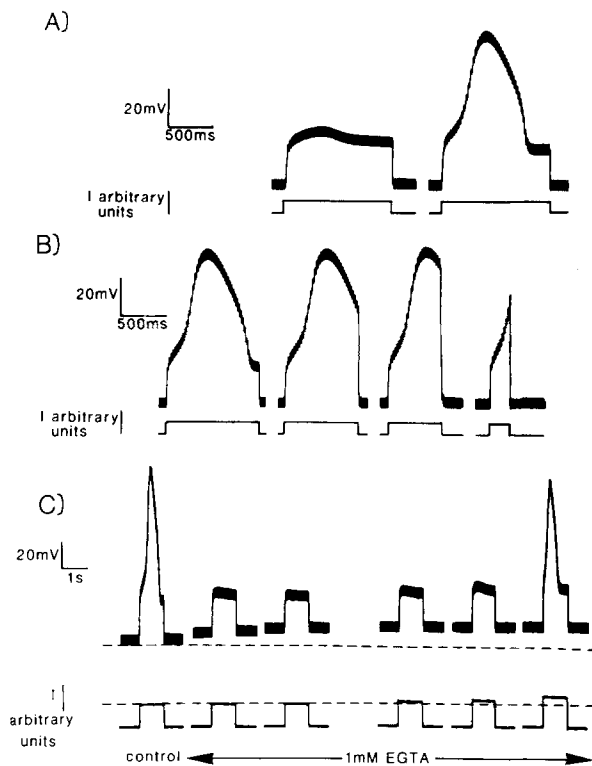 A)
20mV
500ms
I arbitrary
units
B)
20mV
500ms
I arbitrary
units
C)
20mV
1s
I
arbitrary
units
control
1mM EGTA